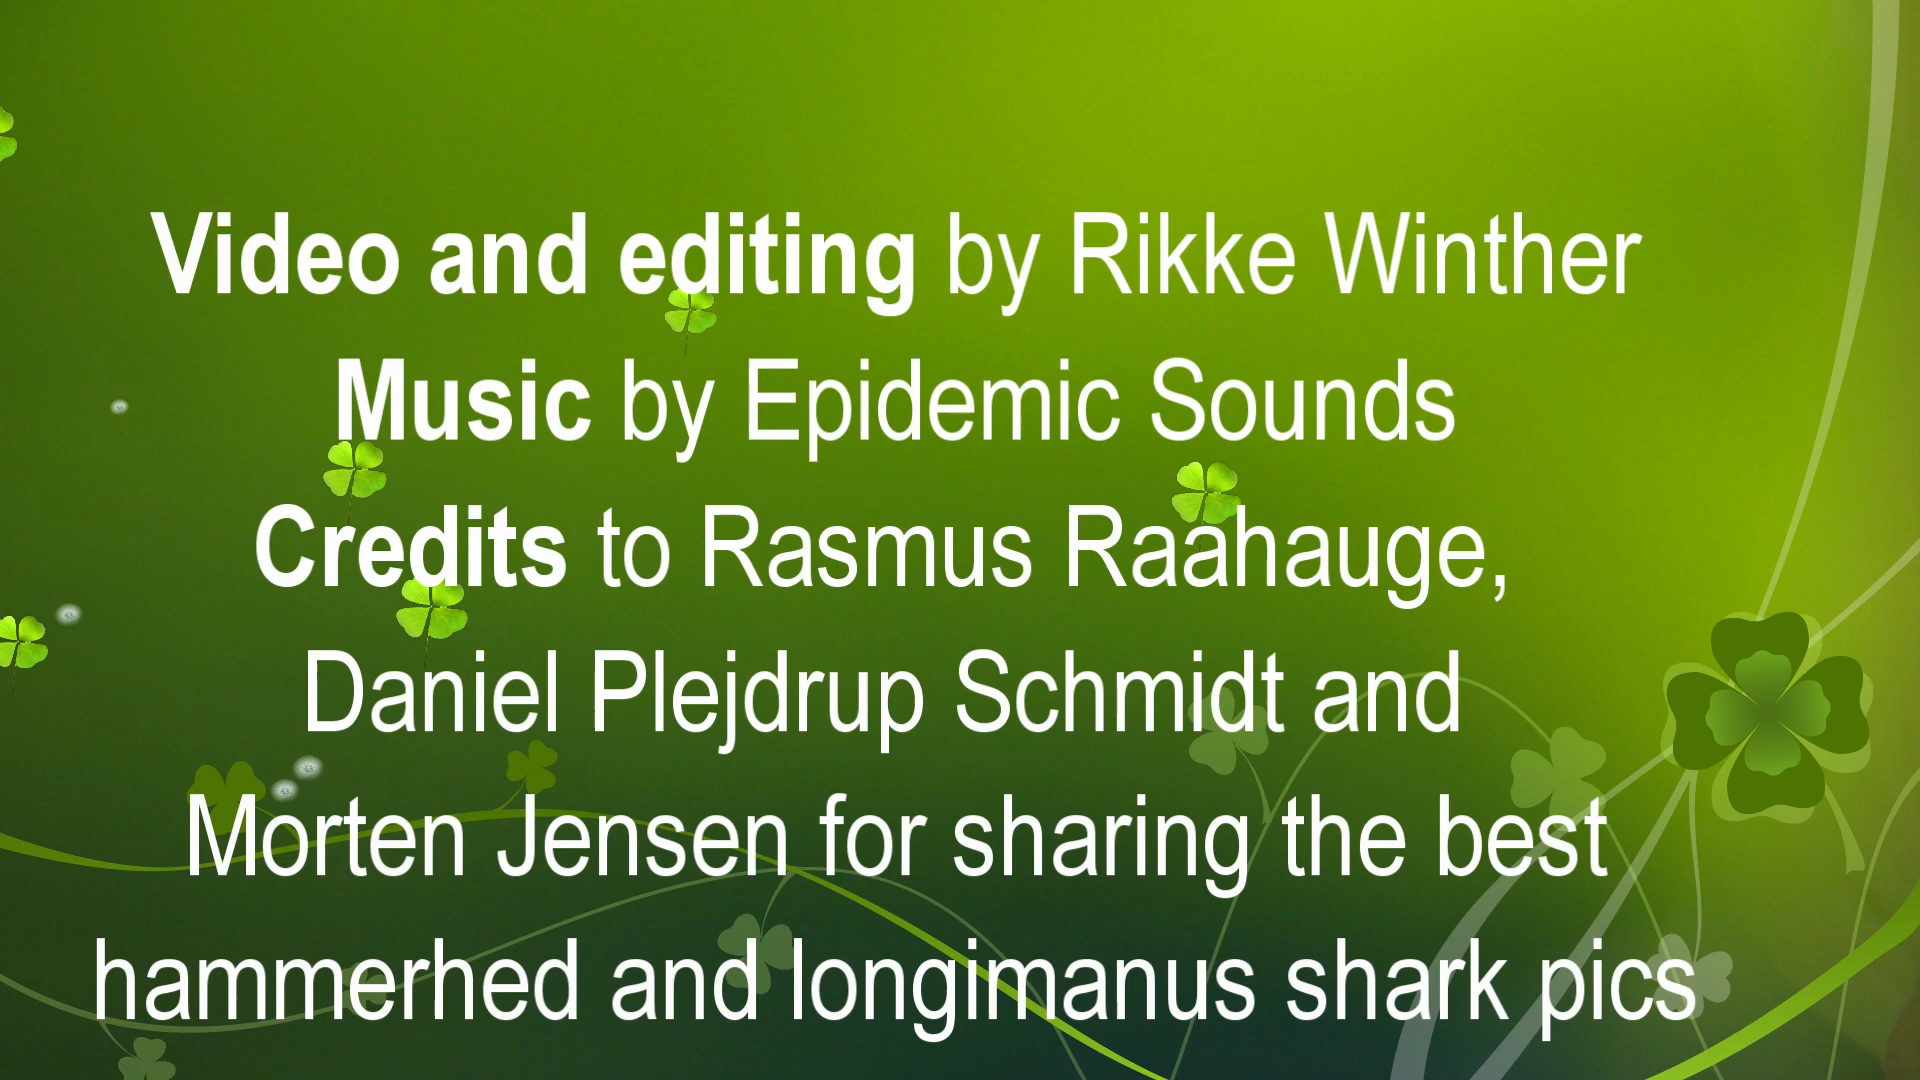 Video and editing by Rikke Winther
Music by Epidemic Sounds
Credits to Rasmus Raahauge,
Daniel Plejdrup Schmidt and
Morten Jensen for sharing the best
hammerhed and longimanus shark pics